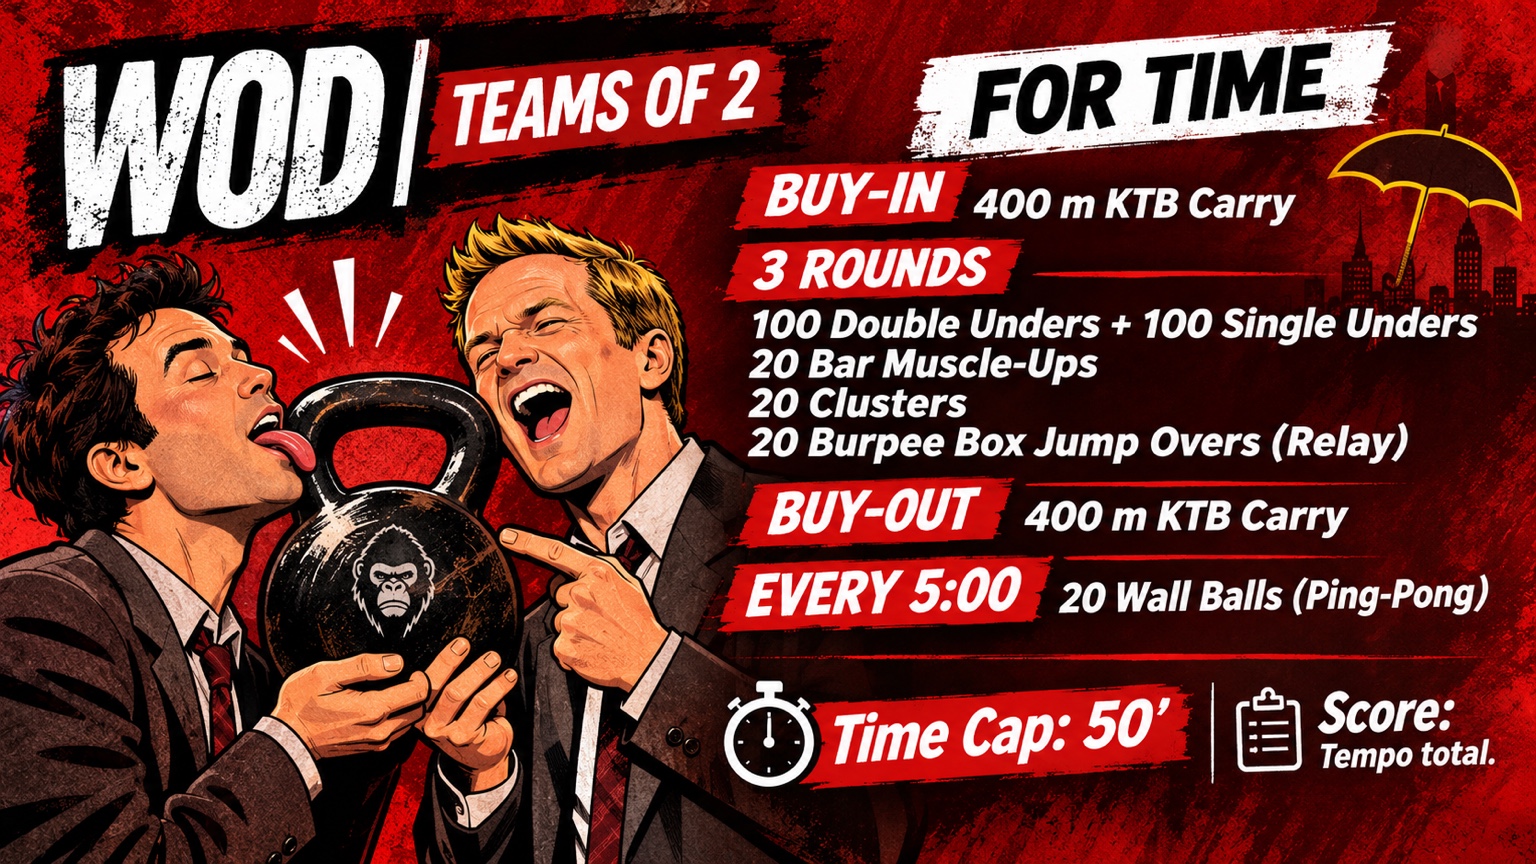 WOD
TEAMS OF 2
FOR TIME
BUY-IN 400 m KTB Carry
3 ROUNDS
100 Double Unders + 100 Single Unders
20 Bar Muscle-Ups
20 Clusters
20 Burpee Box Jump Overs (Relay)
BUY-OUT 400 m KTB Carry
EVERY 5:00 20 Wall Balls (Ping-Pong)
Time Cap: 50’
Score:
Tempo total.